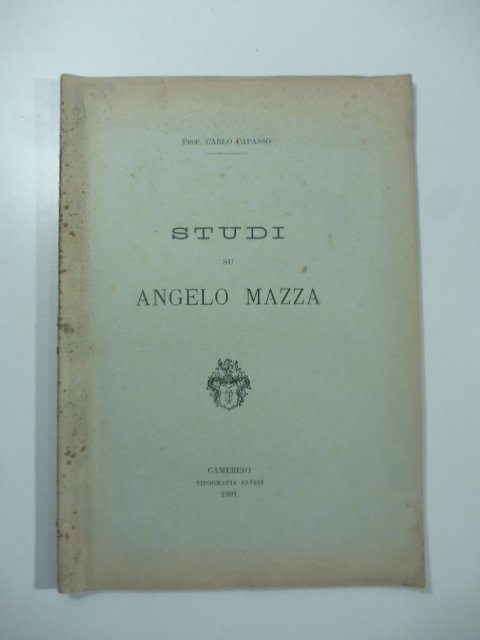 Prof. CARLO CAPASSO
STUDI
SU
ANGELO MAZZA
CAMERINO
TIPOGRAFIA SAVINI
1901.